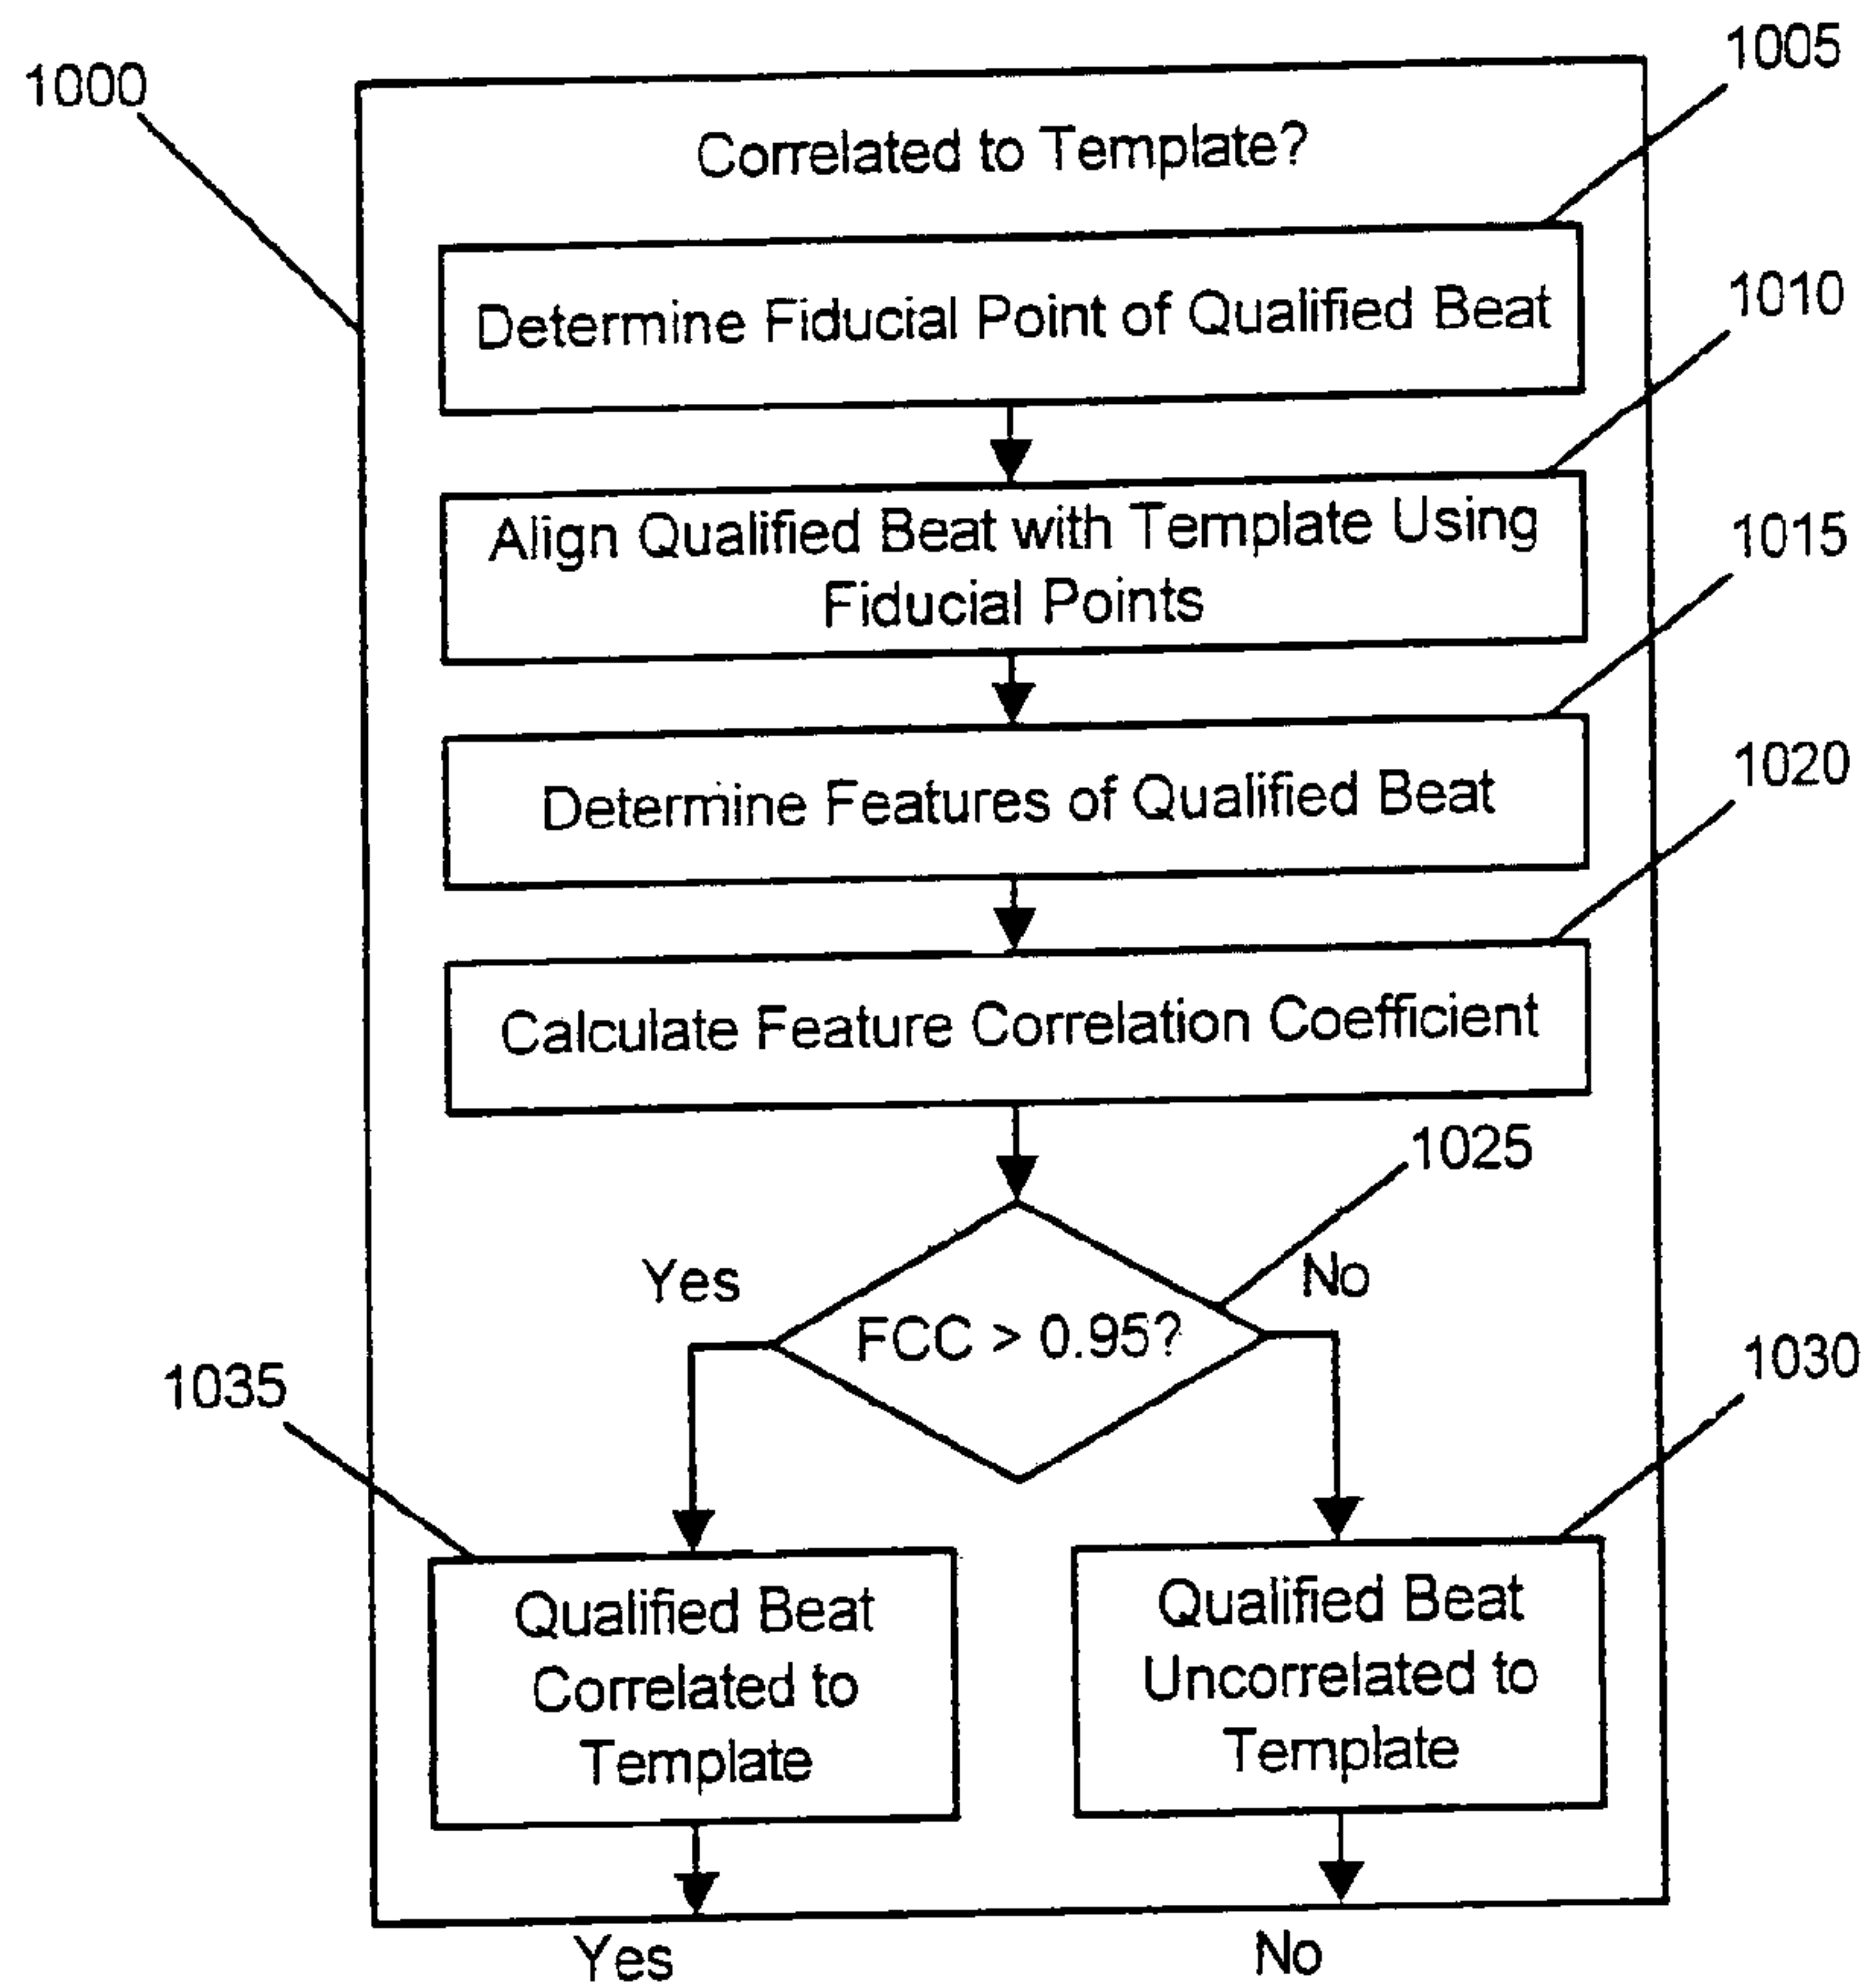 1000
1005
Correlated to Template?
Determine Fiducial Point of Qualified Beat
1010
Align Qualified Beat with Template Using
Fiducial Points
1015
Determine Features of Qualified Beat
1020
Calculate Feature Correlation Coefficient
1025
Yes
No
FCC > 0.95?
1035
1030
Qualified Beat
Correlated to
Template
Qualified Beat
Uncorrelated to
Template
Yes
No